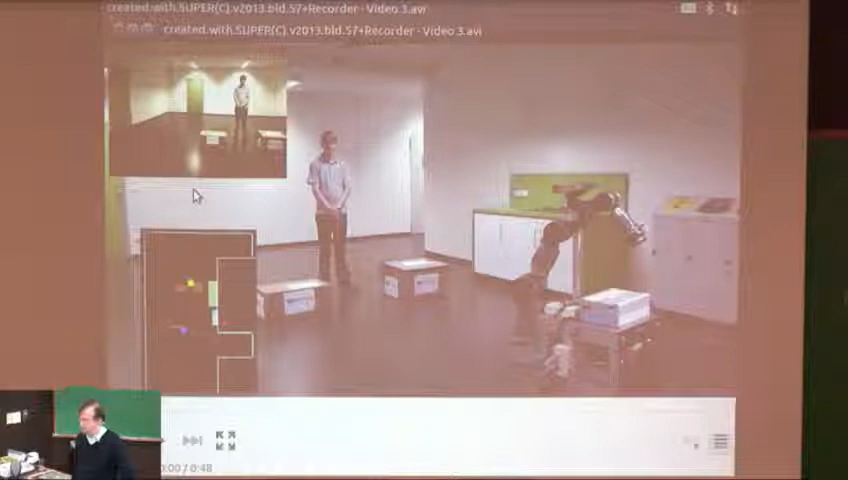 created.with.SUPER(C).v2013.bld.57+Recorder - Video 3.avi
created.with.SUPER(C).v2013.bld.57+Recorder - Video 3.avi
0:00 / 0:48